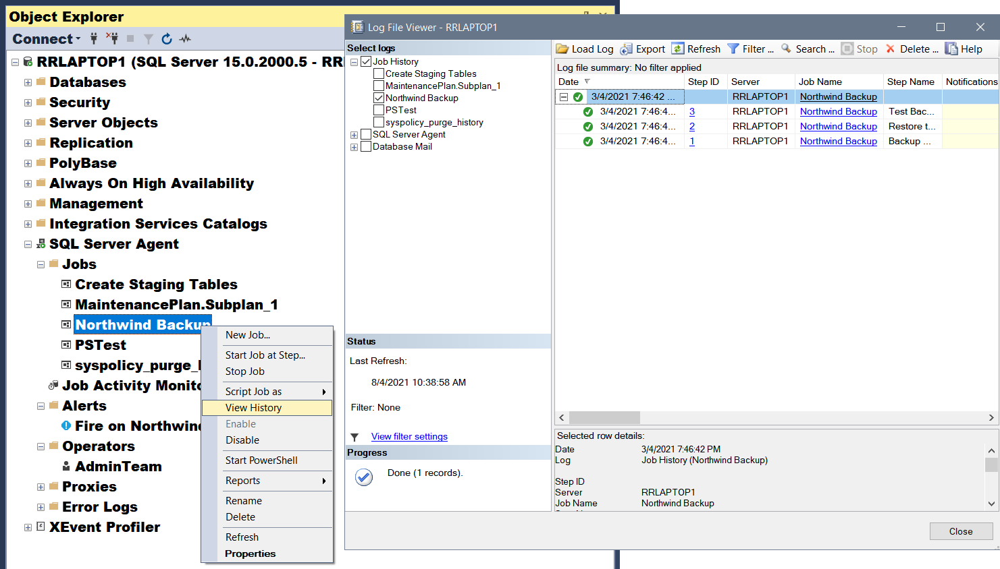 Object Explorer
Connect
RRLAPTOP1 (SQL Server 15.0.2000.5 - RR
Databases
Security
Server Objects
Replication
PolyBase
Always On High Availability
Management
Integration Services Catalogs
SQL Server Agent
Jobs
Create Staging Tables
MaintenancePlan.Subplan_1
Northwind Backup
PSTest
syspolicy_purge_
Job Activity Monito
Alerts
Fire on Northwin
Operators
AdminTeam
Proxies
Error Logs
XEvent Profiler
New Job...
Start Job at Step...
Stop Job
Script Job as
View History
Enable
Disable
Start PowerShell
Reports
Rename
Delete
Refresh
Properties
Log File Viewer - RRLAPTOP1
Select logs
Job History
Create Staging Tables
MaintenancePlan.Subplan_1
Northwind Backup
PSTest
syspolicy_purge_history
SQL Server Agent
Database Mail
Status
Last Refresh:
8/4/2021 10:38:58 AM
Filter: None
View filter settings
Progress
Done (1 records).
Load Log Export Refresh Filter ... Search ... Stop Delete ... Help
Log file summary: No filter applied
Date Step ID Server Job Name Step Name Notifications
3/4/2021 7:46:42 ... RRLAPTOP1 Northwind Backup
3/4/2021 7:46:4... 3 RRLAPTOP1 Northwind Backup Test Bac...
3/4/2021 7:46:4... 2 RRLAPTOP1 Northwind Backup Restore t...
3/4/2021 7:46:4... 1 RRLAPTOP1 Northwind Backup Backup ...
Selected row details:
Date 3/4/2021 7:46:42 PM
Log Job History (Northwind Backup)
Step ID
Server RRLAPTOP1
Job Name Northwind Backup
Close